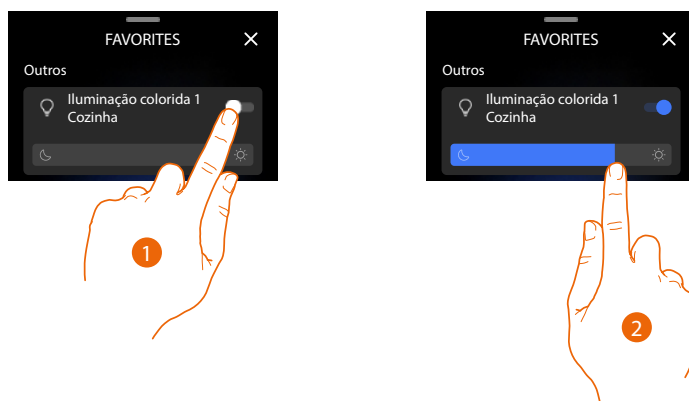 FAVORITES
Outros
Iluminação colorida 1
Cozinha
1
FAVORITES
Outros
Iluminação colorida 1
Cozinha
2